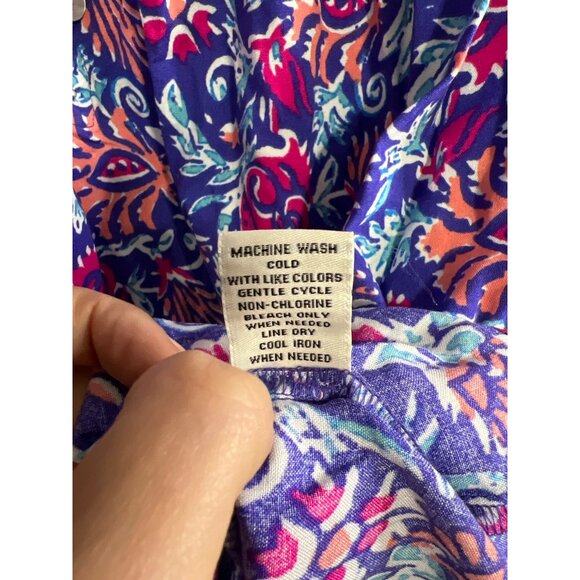 MACHINE WASH
COLD
WITH LIKE COLORS
GENTLE CYCLE
NON-CHLORINE
BLEACH ONLY
WHEN NEEDED
LINE DRY
COOL IRON
WHEN NEEDED